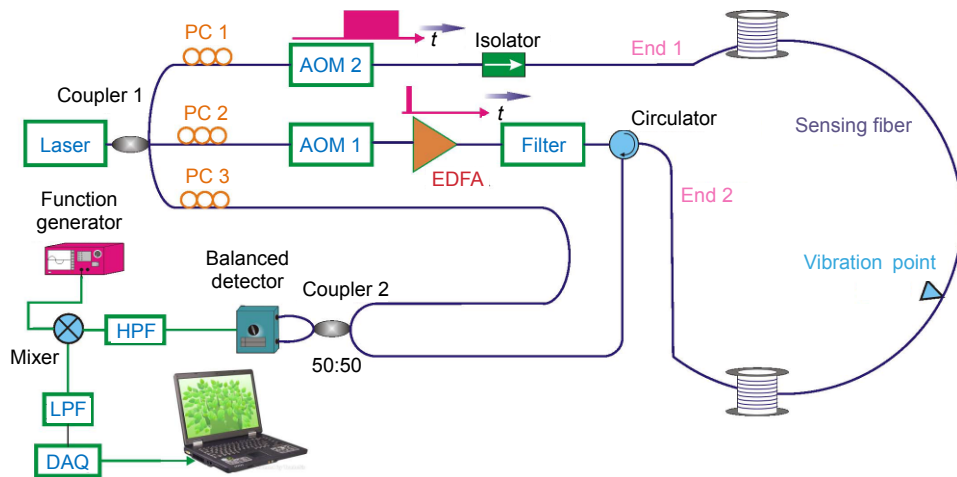 PC 1
AOM 2
t
Isolator
End 1
Coupler 1
Laser
PC 2
AOM 1
t
EDFA
Filter
Circulator
Sensing fiber
PC 3
End 2
Function
generator
Balanced
detector
Coupler 2
50:50
Vibration point
Mixer
HPF
LPF
DAQ